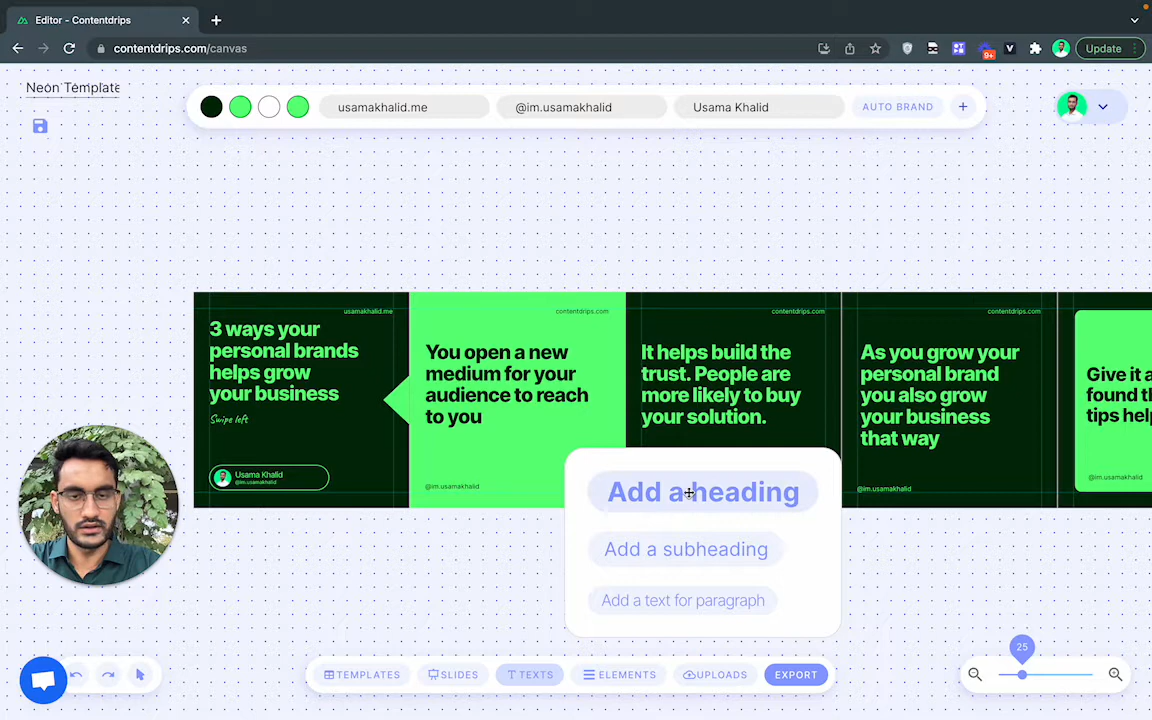 Editor - Contentdrips
contentdrips.com/canvas
9+
Update
Neon Template
usamakhalid.me
@im.usamakhalid
Usama Khalid
AUTO BRAND
usamakhalid.me
3 ways your
personal brands
helps grow
your business
Swipe left
Usama Khalid
@im.usamakhalid
contentdrips.com
You open a new
medium for your
audience to reach
to you
@im.usamakhalid
contentdrips.com
It helps build the
trust. People are
more likely to buy
your solution.
contentdrips.com
As you grow your
personal brand
you also grow
your business
that way
@im.usamakhalid
Give it a
found th
tips help
@im.usamakhalid
Add a heading
Add a subheading
Add a text for paragraph
TEMPLATES
SLIDES
TEXTS
ELEMENTS
UPLOADS
EXPORT
25